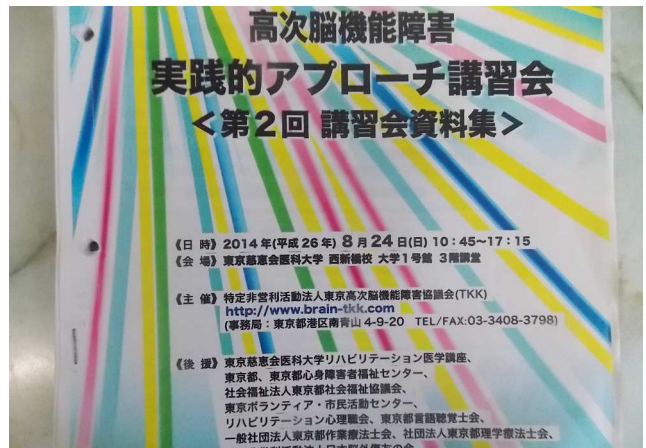 高次脳機能障害
実践的アプローチ講習会
＜第2回 講習会資料集＞
《日 時》 2014年(平成26年) 8月24日(日) 10：45～17：15
《会 場》 東京慈恵会医科大学 西新橋校 大学1号館 3階講堂
《主 催》 特定非営利活動法人東京高次脳機能障害協議会(TKK)
http://www.brain-tkk.com
(事務局：東京都港区南青山 4-9-20 TEL/FAX:03-3408-3798)
《後 援》 東京慈恵会医科大学リハビリテーション医学講座、
東京都、東京都心身障害者福祉センター、
社会福祉法人東京都社会福祉協議会、
東京ボランティア・市民活動センター、
リハビリテーション心理職会、東京都言語聴覚士会、
一般社団法人東京都作業療法士会、社団法人東京都理学療法士会、